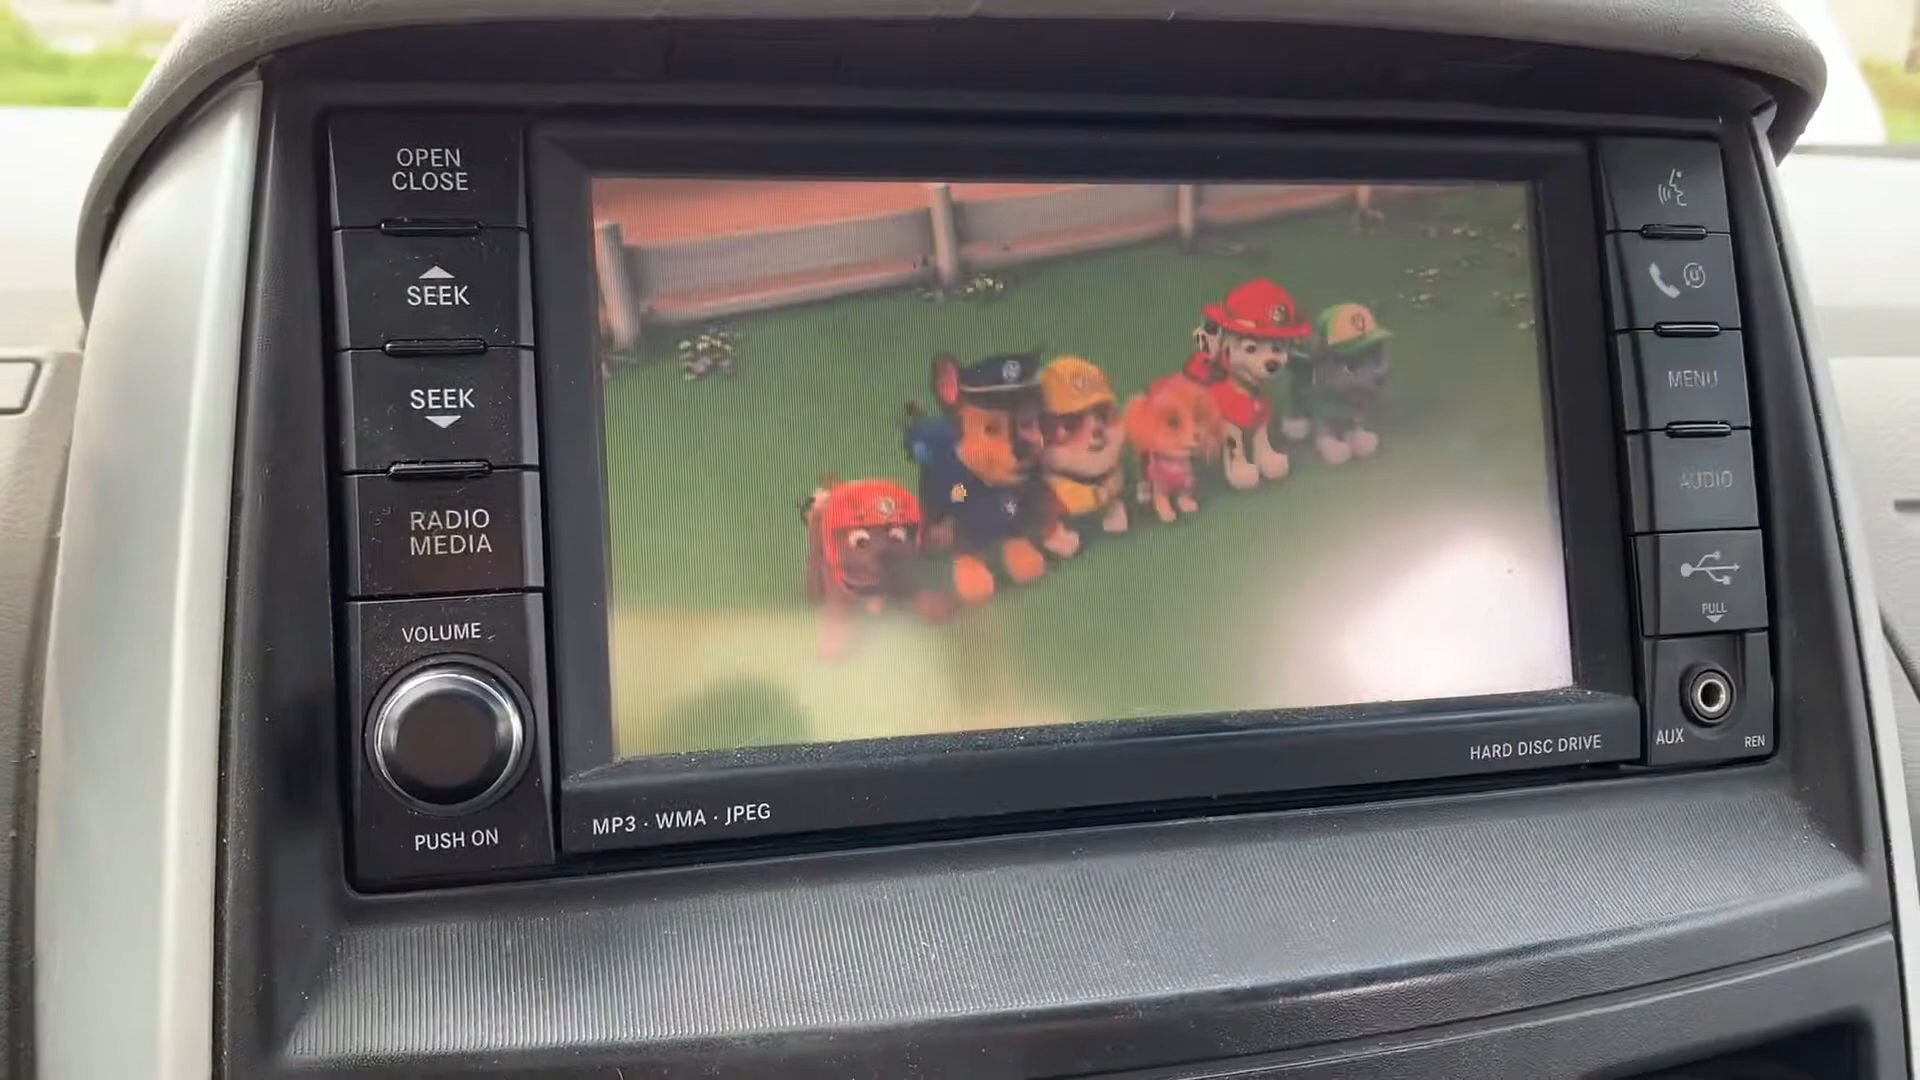 OPEN
CLOSE
SEEK
SEEK
RADIO
MEDIA
VOLUME
PUSH ON
MP3 · WMA · JPEG
HARD DISC DRIVE
MENU
AUDIO
PULL
AUX
REN